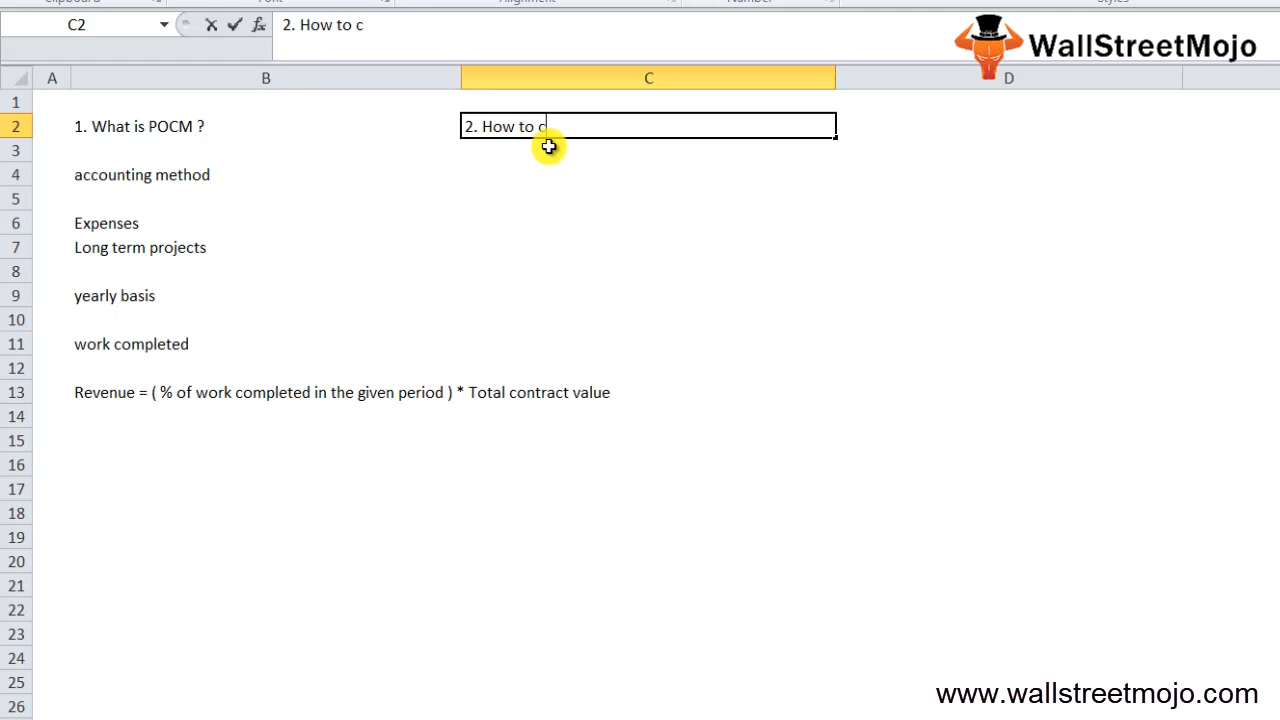 C2
2. How to c
WallStreetMojo
A B C D
1
2 1. What is POCM ? 2. How to c
3
4 accounting method
5
6 Expenses
7 Long term projects
8
9 yearly basis
10
11 work completed
12
13 Revenue = ( % of work completed in the given period ) * Total contract value
14
15
16
17
18
19
20
21
22
23
24
25
26
www.wallstreetmojo.com